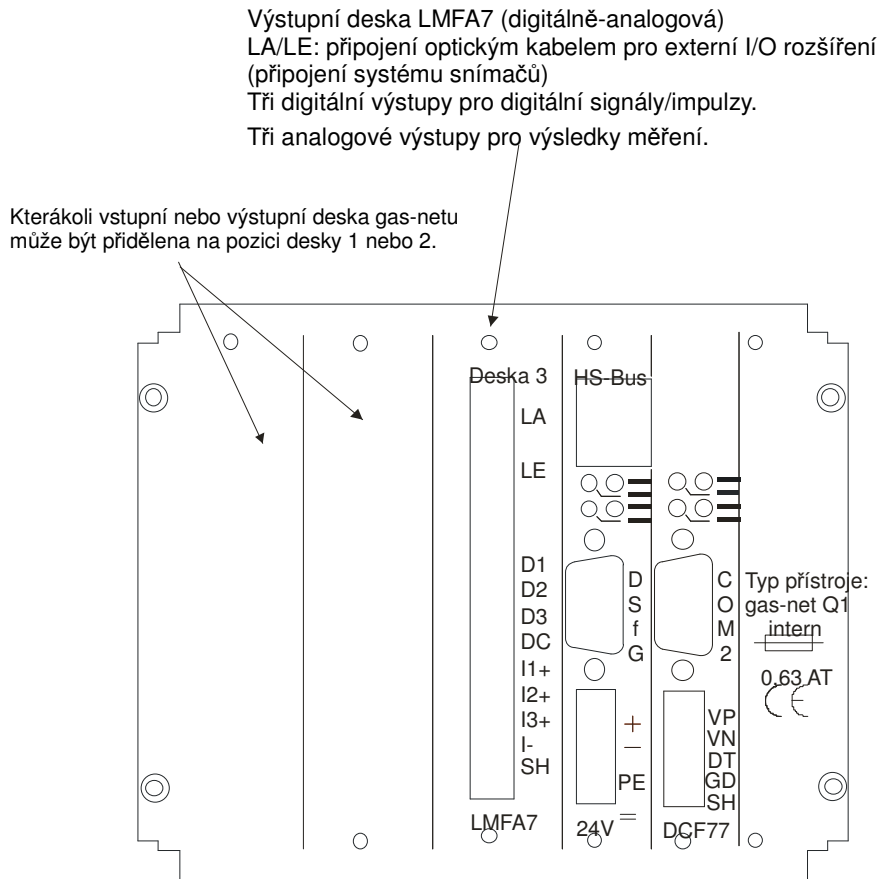 Výstupní deska LMFA7 (digitálně-analogová)
LA/LE: připojení optickým kabelem pro externí I/O rozšíření
(připojení systému snímačů)
Tři digitální výstupy pro digitální signály/impulzy.
Tři analogové výstupy pro výsledky měření.
Kterákoli vstupní nebo výstupní deska gas-netu
může být přidělena na pozici desky 1 nebo 2.
Deska 3
LA
LE
D1
D2
D3
DC
I1+
I2+
I3+
I-
SH
LMFA7
HS-Bus
DSfG
+
−
PE
=
24V
COM2
VP
VN
DT
GD
SH
DCF77
Typ přístroje:
gas-net Q1
intern
0,63 AT
CE